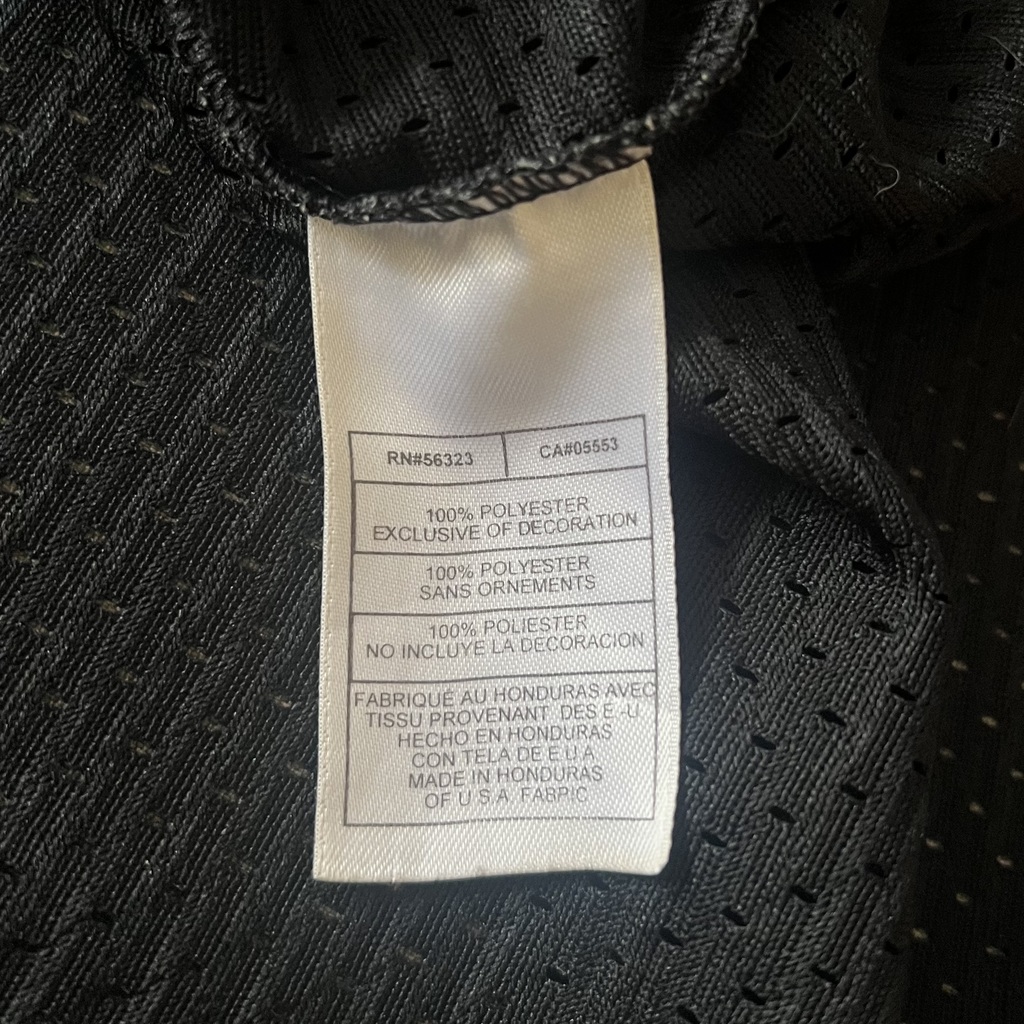 RN#56323 CA#05553
100% POLYESTER
EXCLUSIVE OF DECORATION
100% POLYESTER
SANS ORNEMENTS
100% POLIESTER
NO INCLUYE LA DECORACION
FABRIQUÉ AU HONDURAS AVEC
TISSU PROVENANT DES E -U
HECHO EN HONDURAS
CON TELA DE E.U.A
MADE IN HONDURAS
OF U.S.A. FABRIC